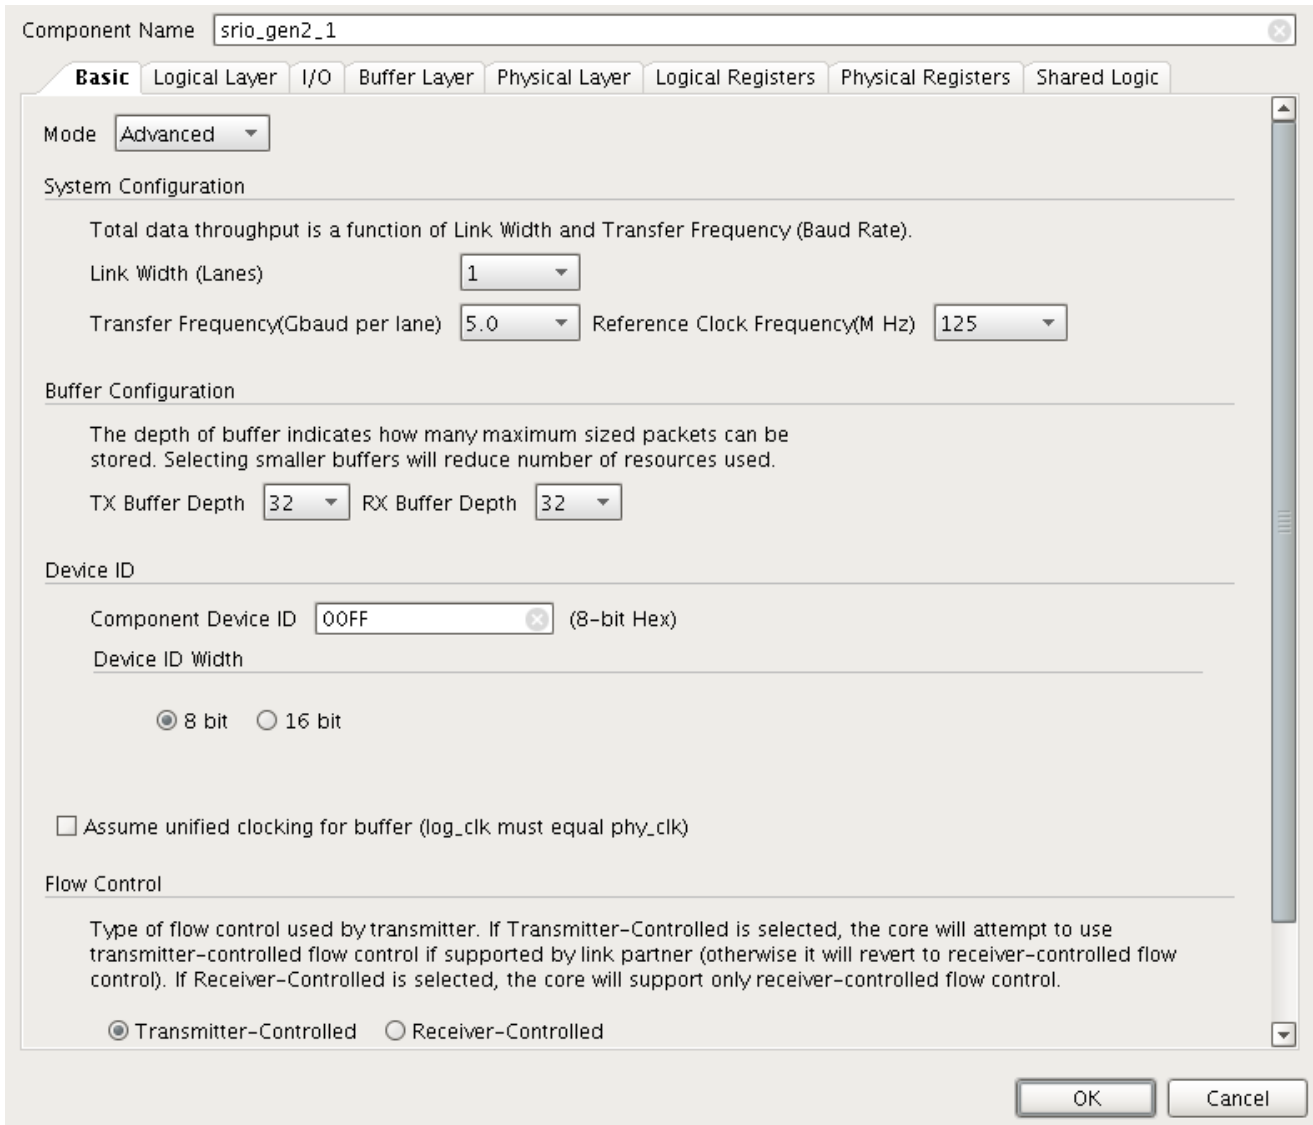 Component Name srio_gen2_1
Basic Logical Layer I/O Buffer Layer Physical Layer Logical Registers Physical Registers Shared Logic
Mode Advanced
System Configuration
Total data throughput is a function of Link Width and Transfer Frequency (Baud Rate).
Link Width (Lanes) 1
Transfer Frequency(Gbaud per lane) 5.0 Reference Clock Frequency(M Hz) 125
Buffer Configuration
The depth of buffer indicates how many maximum sized packets can be
stored. Selecting smaller buffers will reduce number of resources used.
TX Buffer Depth 32 RX Buffer Depth 32
Device ID
Component Device ID 00FF (8-bit Hex)
Device ID Width
8 bit 16 bit
Assume unified clocking for buffer (log_clk must equal phy_clk)
Flow Control
Type of flow control used by transmitter. If Transmitter-Controlled is selected, the core will attempt to use
transmitter-controlled flow control if supported by link partner (otherwise it will revert to receiver-controlled flow
control). If Receiver-Controlled is selected, the core will support only receiver-controlled flow control.
Transmitter-Controlled Receiver-Controlled
OK Cancel